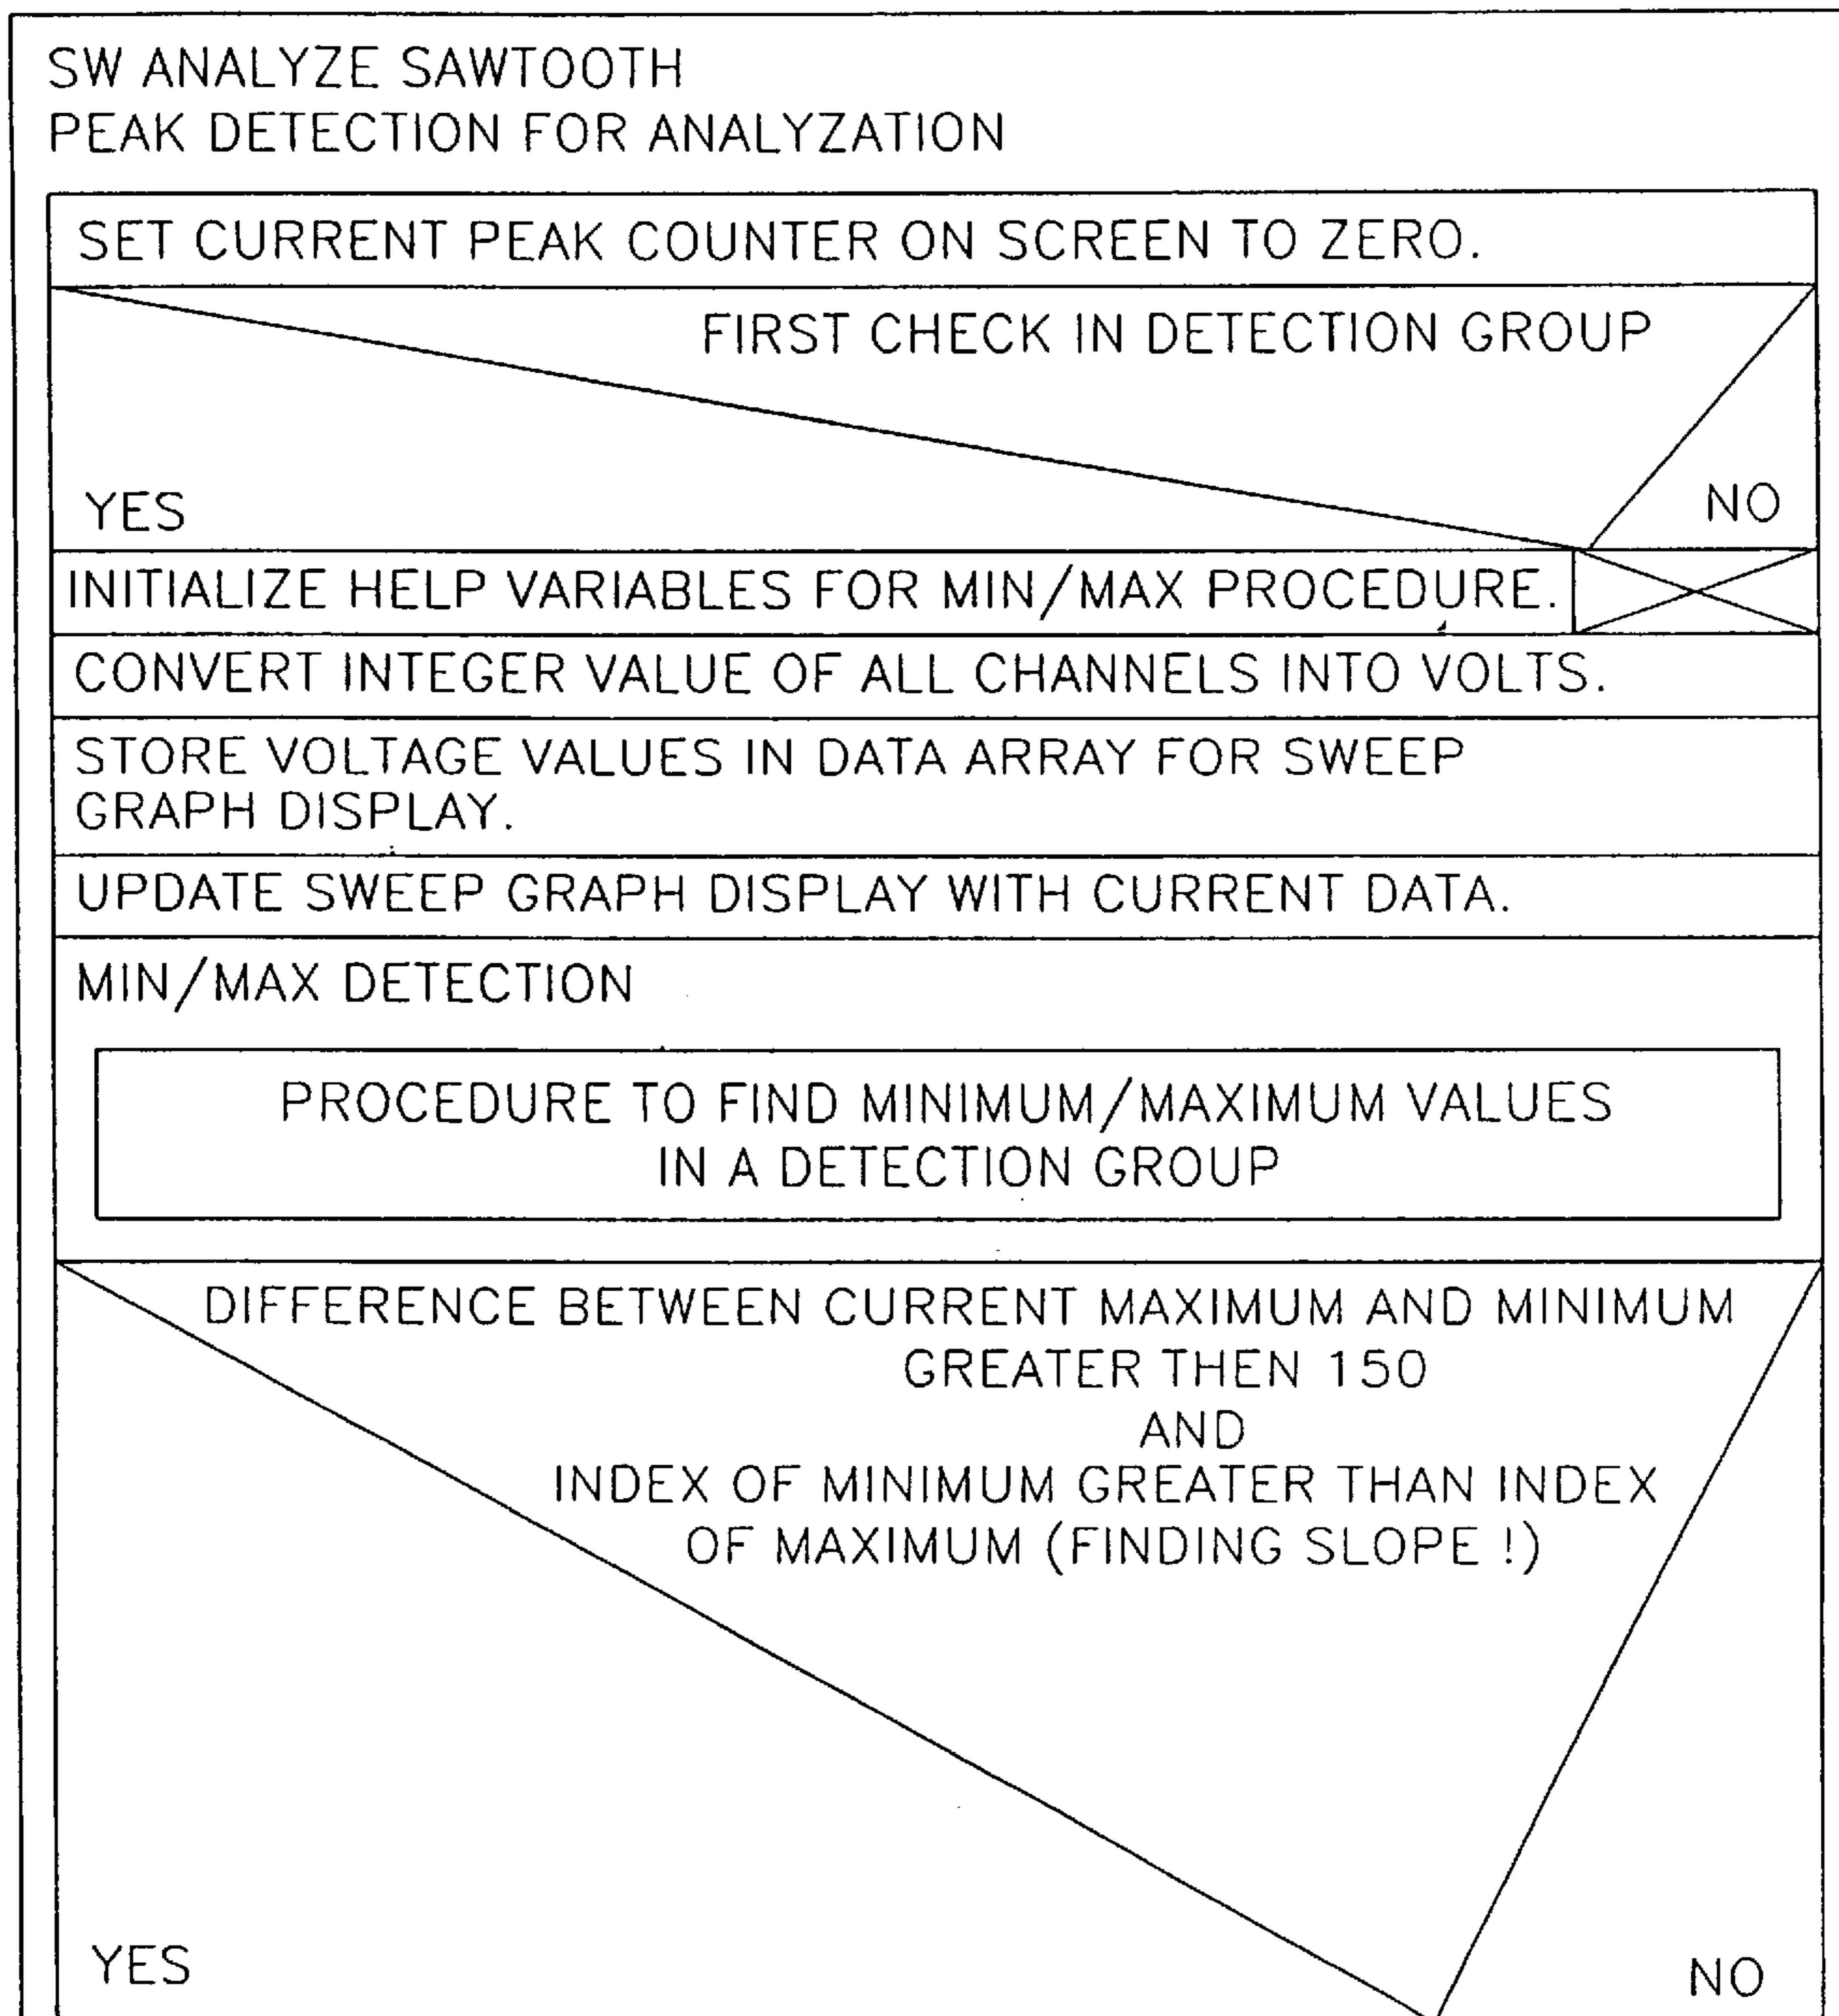 SW ANALYZE SAWTOOTH
PEAK DETECTION FOR ANALYZATION
SET CURRENT PEAK COUNTER ON SCREEN TO ZERO.
FIRST CHECK IN DETECTION GROUP
YES
NO
INITIALIZE HELP VARIABLES FOR MIN/MAX PROCEDURE.
CONVERT INTEGER VALUE OF ALL CHANNELS INTO VOLTS.
STORE VOLTAGE VALUES IN DATA ARRAY FOR SWEEP
GRAPH DISPLAY.
UPDATE SWEEP GRAPH DISPLAY WITH CURRENT DATA.
MIN/MAX DETECTION
PROCEDURE TO FIND MINIMUM/MAXIMUM VALUES
IN A DETECTION GROUP
DIFFERENCE BETWEEN CURRENT MAXIMUM AND MINIMUM
GREATER THEN 150
AND
INDEX OF MINIMUM GREATER THAN INDEX
OF MAXIMUM (FINDING SLOPE !)
YES
NO